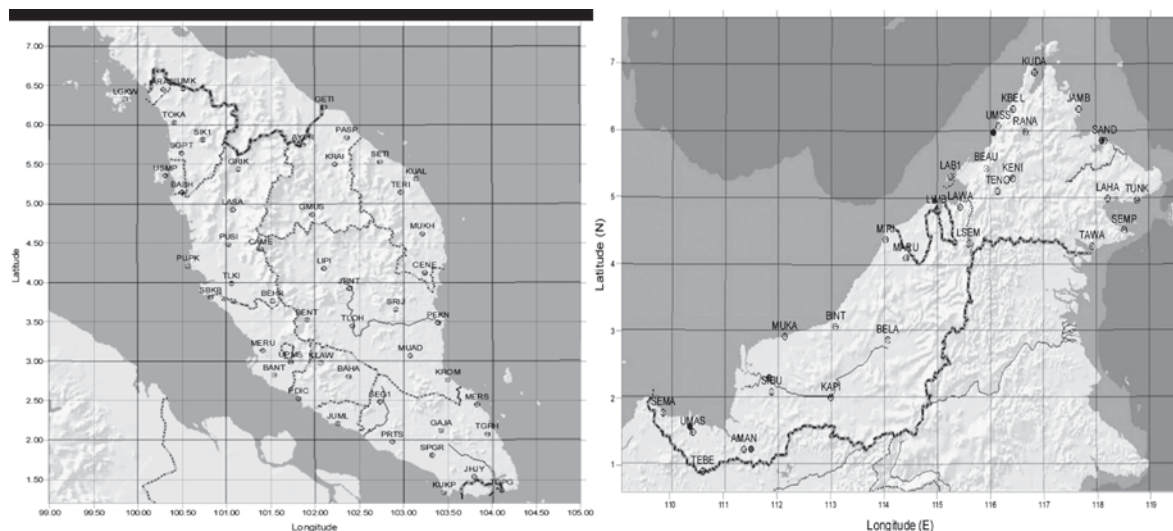 7.00
6.50
6.00
5.50
5.00
4.50
4.00
3.50
3.00
2.50
2.00
1.50
Latitude
99.00 100.00 100.50 101.00 101.50 102.00 102.50 103.00 103.50 104.00 105.00
Longitude
LGKW
GETI
TOKA
SIK1
PASP
SGPT
USMP
BABH
GRIK
KRAI
SETI
KUAL
TERI
LASA
GMUS
MUKH
PUSI
CAME
PUPK
LIPI
CENE
TLKI
JRNT
SBKB
BEHR
SRIJ
BENT
TLOH
PEKN
MERU
MUAD
UPMS
KLAW
BANT
BAHA
KROM
PDIC
SEG1
MERS
JUML
GAJA
TGRH
PRTS
SPGR
JHJY
KUKP
TGPG
7
6
5
4
3
2
1
Latitude (N)
110 111 112 113 114 115 116 117 118 119
Longitude (E)
KUDA
KBEL
JAMB
UMSS
RANA
SAND
BEAU
LAB1
KENI
TENO
LAHA
TUNK
LAWA
LIMB
SEMP
MIRI
LSEM
TAWA
MARU
BINT
MUKA
BELA
SIBU
KAPI
SEMA
UMAS
AMAN
TEBE